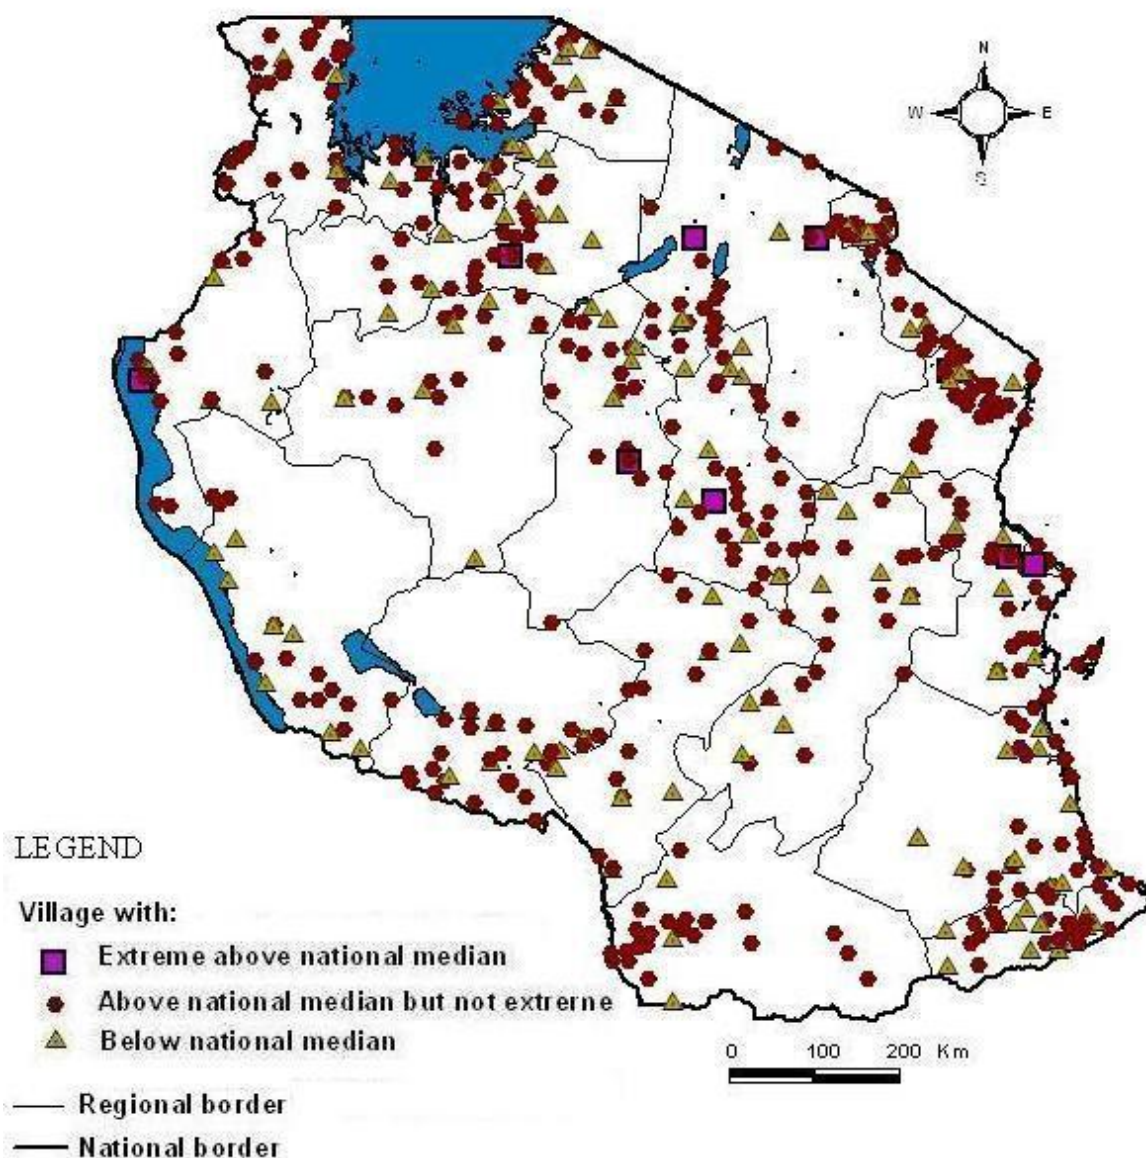 N
W E
S
LEGEND
Village with:
Extreme above national median
Above national median but not extreme
Below national median
0 100 200 Km
Regional border
National border